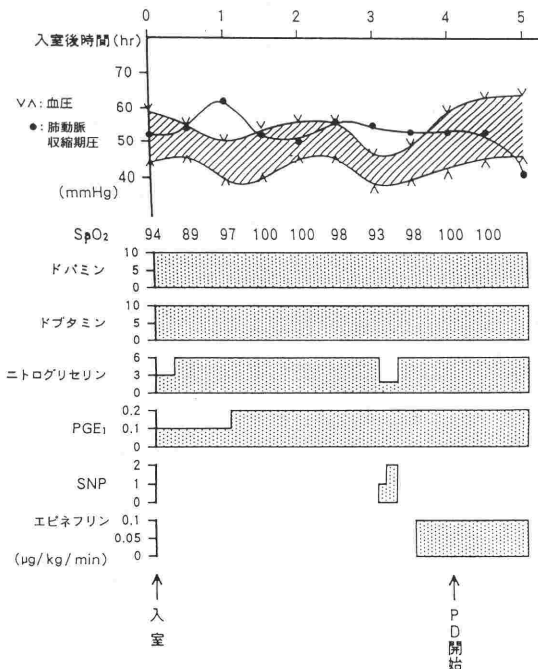 0 1 2 3 4 5
入室後時間(hr)
70
∨∧:血圧
60
●:肺動脈
収縮期圧
50
40
(mmHg)
SpO₂ 94 89 97 100 100 98 93 98 100 100
10
ドパミン 5
0
10
ドブタミン 5
0
6
ニトログリセリン 3
0
0.2
PGE₁ 0.1
0
2
SNP 1
0
エピネフリン 0.1
0.05
(μg/kg/min) 0
入室
PD開始